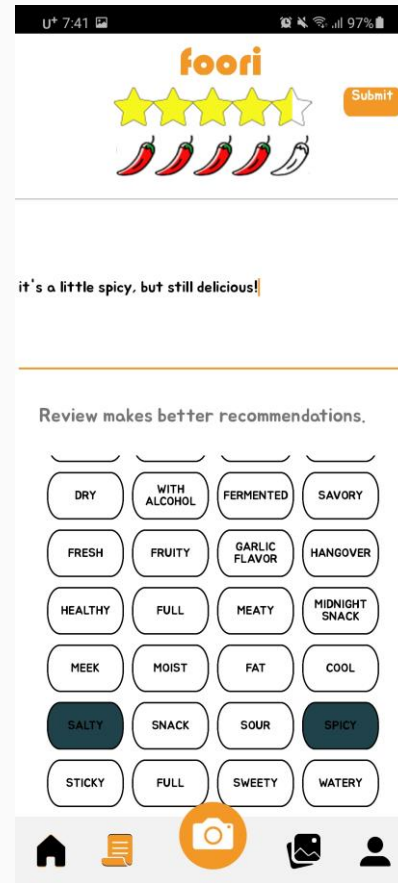 U+ 7:41 97%
foori
Submit
it's a little spicy, but still delicious!
Review makes better recommendations.
DRY WITH ALCOHOL FERMENTED SAVORY
FRESH FRUITY GARLIC FLAVOR HANGOVER
HEALTHY FULL MEATY MIDNIGHT SNACK
MEEK MOIST FAT COOL
SALTY SNACK SOUR SPICY
STICKY FULL SWEETY WATERY